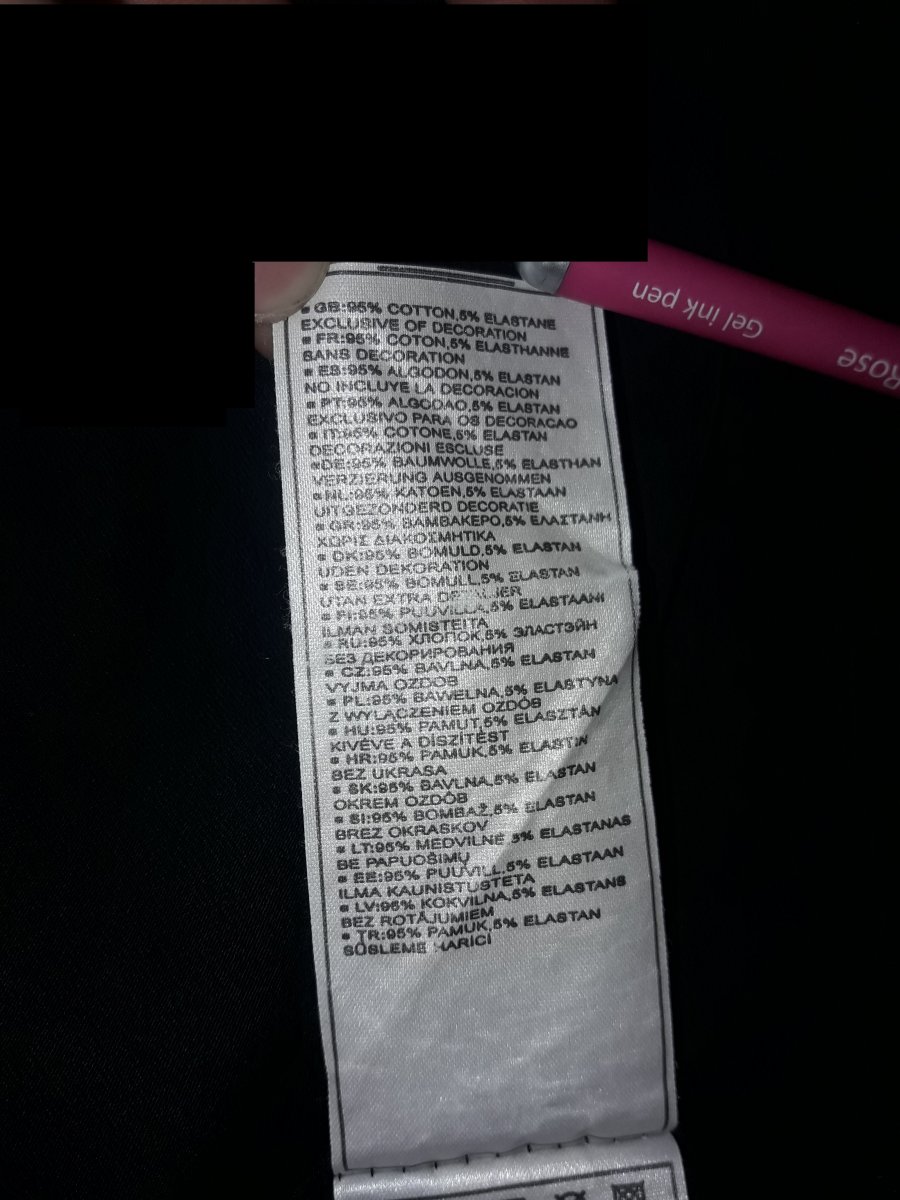 ▪ GB:95% COTTON,5% ELASTANE
EXCLUSIVE OF DECORATION
▪ FR:95% COTON,5% ELASTHANNE
SANS DECORATION
▪ ES:95% ALGODON,5% ELASTAN
NO INCLUYE LA DECORACION
▪ PT:95% ALGODAO,5% ELASTAN
EXCLUSIVO PARA OS DECORACAO
▪ IT:95% COTONE,5% ELASTAN
DECORAZIONI ESCLUSE
▪DE:95% BAUMWOLLE,5% ELASTHAN
VERZIERUNG AUSGENOMMEN
▪ NL:95% KATOEN,5% ELASTAAN
UITGEZONDERD DECORATIE
▪ GR:95% ΒΑΜΒΑΚΕΡΟ,5% ΕΛΑΣΤΑΝΗ
ΧΩΡΙΣ ΔΙΑΚΟΣΜΗΤΙΚΑ
▪ DK:95% BOMULD,5% ELASTAN
UDEN DEKORATION
▪ SE:95% BOMULL,5% ELASTAN
UTAN EXTRA DETALJER
▪ FI:95% PUUVILLA,5% ELASTAANI
ILMAN SOMISTEITA
▪ RU:95% ХЛОПОК,5% ЭЛАСТЭЙН
БЕЗ ДЕКОРИРОВАНИЯ
▪ CZ:95% BAVLNA,5% ELASTAN
VYJMA OZDOB
▪ PL:95% BAWELNA,5% ELASTYNA
Z WYLACZENIEM OZDÓB
▪ HU:95% PAMUT,5% ELASZTÁN
KIVÉVE A DÍSZÍTÉST
▪ HR:95% PAMUK,5% ELASTIN
BEZ UKRASA
▪ SK:95% BAVLNA,5% ELASTAN
OKREM OZDÔB
▪ SI:95% BOMBAŽ,5% ELASTAN
BREZ OKRASKOV
▪ LT:95% MEDVILNĖ 5% ELASTANAS
BE PAPUOŠIMŲ
▪ EE:95% PUUVILL,5% ELASTAAN
ILMA KAUNISTUSTETA
▪ LV:95% KOKVILNA,5% ELASTANS
BEZ ROTĀJUMIEM
▪ TR:95% PAMUK,5% ELASTAN
SÜSLEME HARİCİ
Gel ink pen
Rose